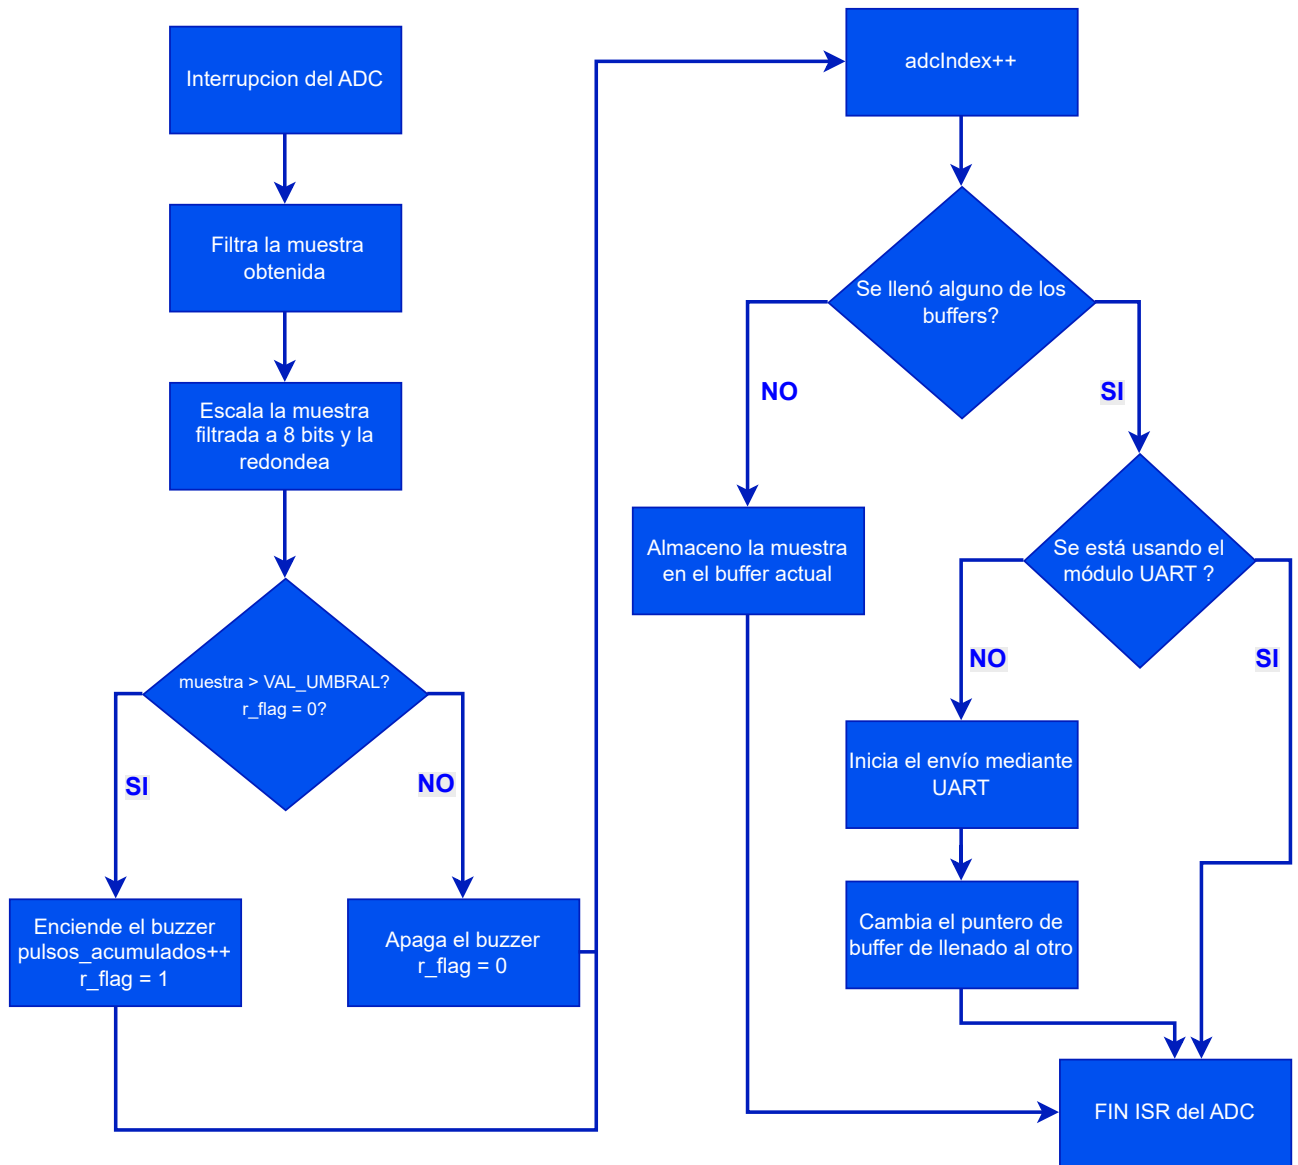 Interrupcion del ADC
Filtra la muestra
obtenida
Escala la muestra
filtrada a 8 bits y la
redondea
muestra > VAL_UMBRAL?
r_flag = 0?
SI
NO
Enciende el buzzer
pulsos_acumulados++
r_flag = 1
Apaga el buzzer
r_flag = 0
adcIndex++
Se llenó alguno de los
buffers?
NO
SI
Almaceno la muestra
en el buffer actual
Se está usando el
módulo UART ?
NO
SI
Inicia el envío mediante
UART
Cambia el puntero de
buffer de llenado al otro
FIN ISR del ADC